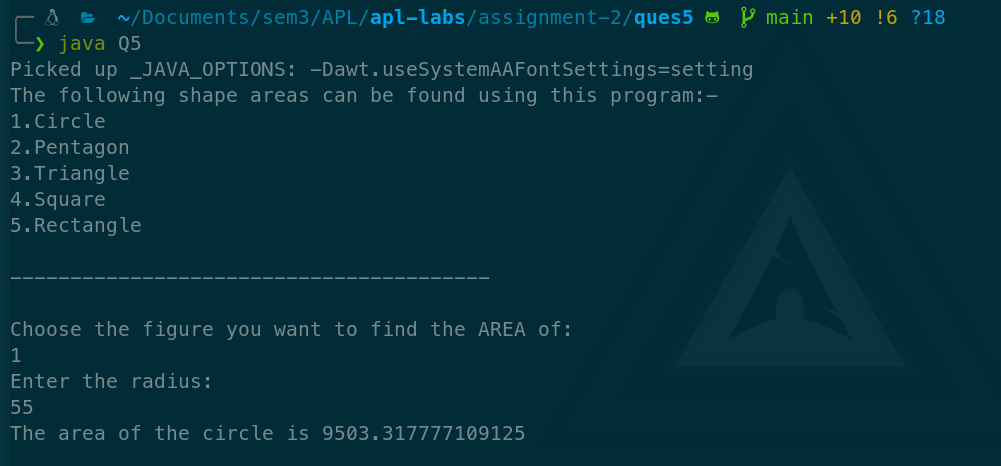 ~/Documents/sem3/APL/apl-labs/assignment-2/ques5 main +10 !6 ?18
❯ java Q5
Picked up _JAVA_OPTIONS: -Dawt.useSystemAAFontSettings=setting
The following shape areas can be found using this program:-
1.Circle
2.Pentagon
3.Triangle
4.Square
5.Rectangle
----------------------------------------
Choose the figure you want to find the AREA of:
1
Enter the radius:
55
The area of the circle is 9503.317777109125